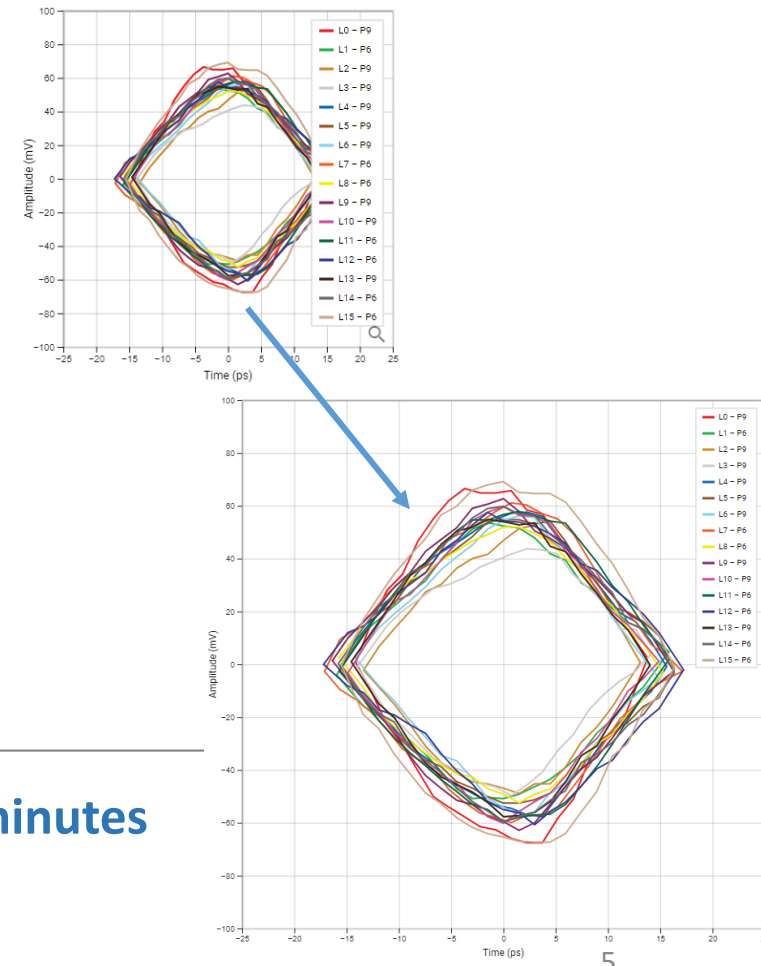 100
80
60
40
20
0
−20
−40
−60
−80
−100
Amplitude (mV)
−25 −20 −15 −10 −5 0 5 10 15 20 25
Time (ps)
L0 – P9
L1 – P6
L2 – P9
L3 – P9
L4 – P9
L5 – P9
L6 – P9
L7 – P6
L8 – P6
L9 – P9
L10 – P9
L11 – P6
L12 – P6
L13 – P9
L14 – P6
L15 – P6
100
80
60
40
20
0
−20
−40
−60
−80
−100
Amplitude (mV)
−25 −20 −15 −10 −5 0 5 10 15 20
Time (ps)
L0 – P9
L1 – P6
L2 – P9
L3 – P9
L4 – P9
L5 – P9
L6 – P9
L7 – P6
L8 – P6
L9 – P9
L10 – P9
L11 – P6
L12 – P6
L13 – P9
L14 – P6
L15 – P6
ninutes
5